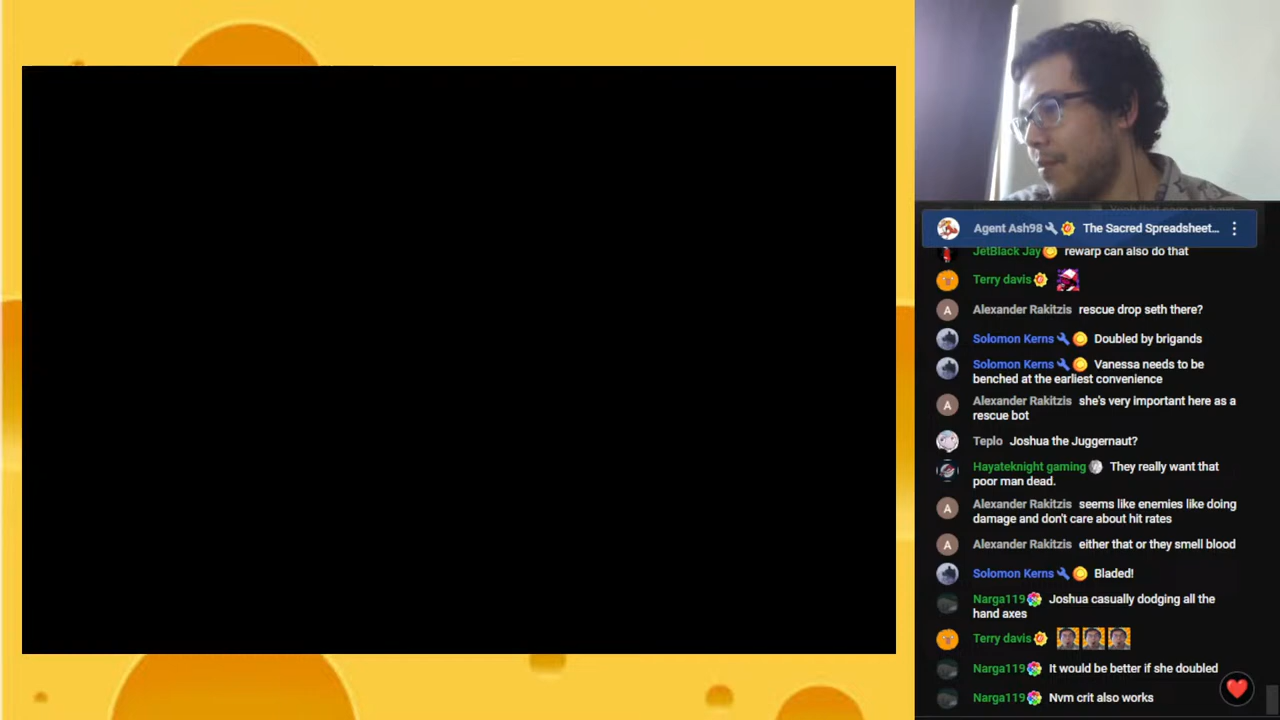 Agent Ash98 The Sacred Spreadsheet...
JetBlack Jay rewarp can also do that
Terry davis
A Alexander Rakitzis rescue drop seth there?
Solomon Kerns Doubled by brigands
Solomon Kerns Vanessa needs to be
benched at the earliest convenience
A Alexander Rakitzis she's very important here as a
rescue bot
Teplo Joshua the Juggernaut?
Hayateknight gaming They really want that
poor man dead.
A Alexander Rakitzis seems like enemies like doing
damage and don't care about hit rates
A Alexander Rakitzis either that or they smell blood
Solomon Kerns Bladed!
Narga119 Joshua casually dodging all the
hand axes
Terry davis
Narga119 It would be better if she doubled
Narga119 Nvm crit also works